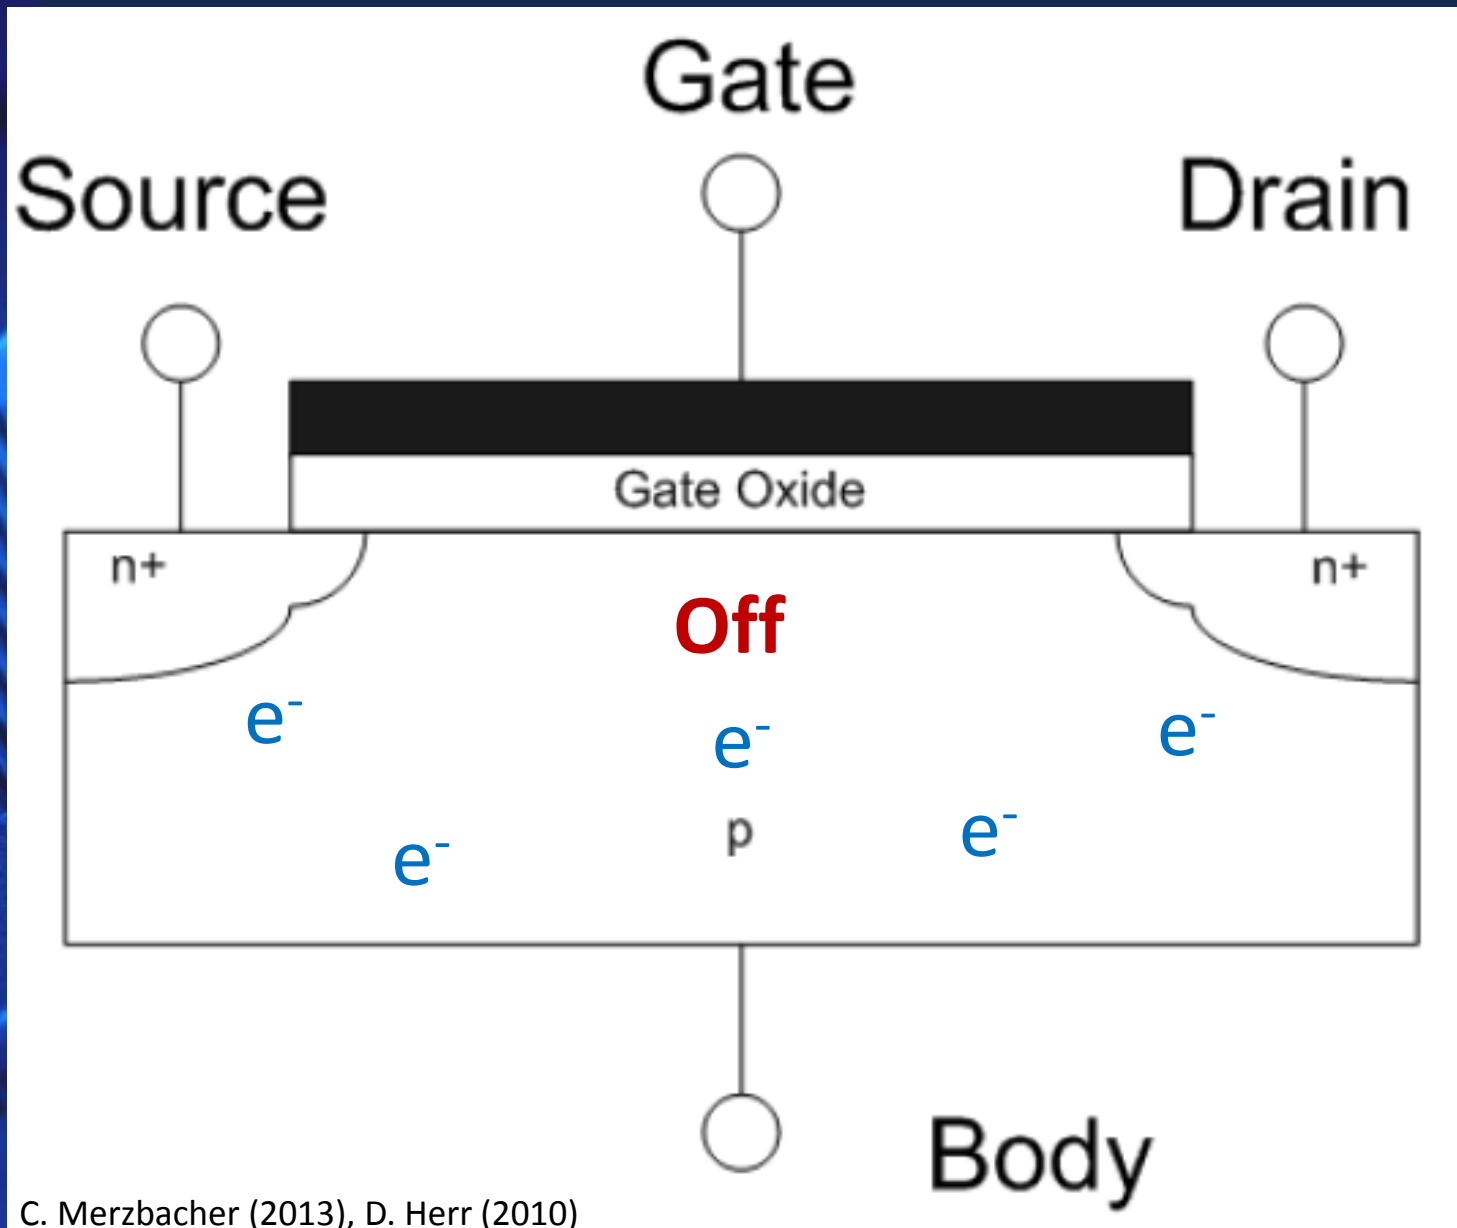 Gate
Source
Drain
Gate Oxide
n+
n+
Off
e-
e-
e-
p
e-
e-
Body
C. Merzbacher (2013), D. Herr (2010)